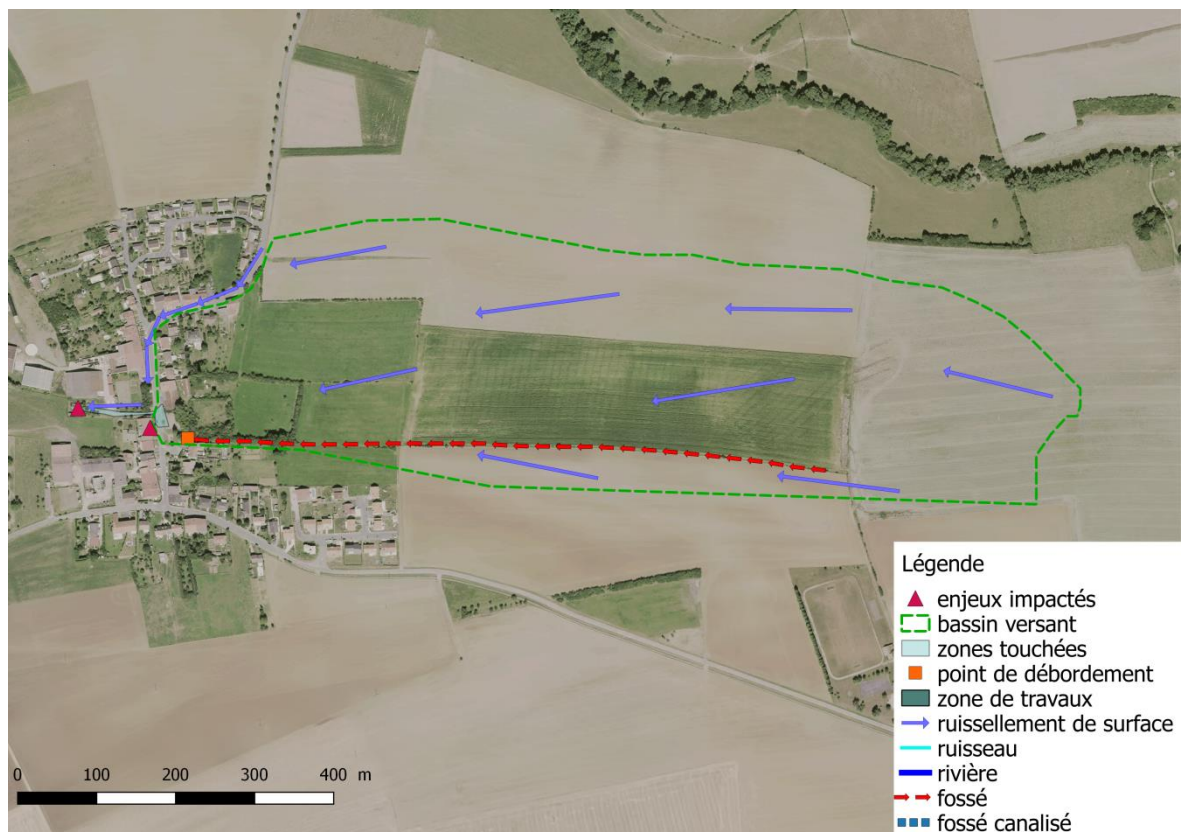 Légende
enjeux impactés
bassin versant
zones touchées
point de débordement
zone de travaux
ruissellement de surface
ruisseau
rivière
fossé
fossé canalisé
0 100 200 300 400 m